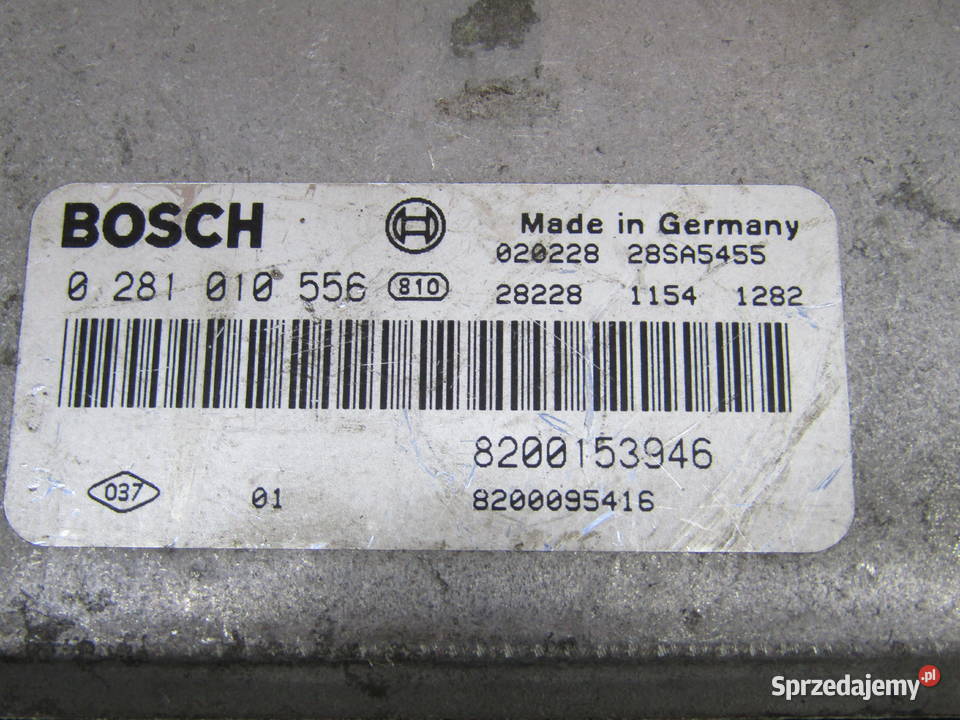 BOSCH
Made in Germany
020228 28SA5455
0 281 010 556 810
28228 1154 1282
8200153946
037 01
8200095416
Sprzedajemy.pl